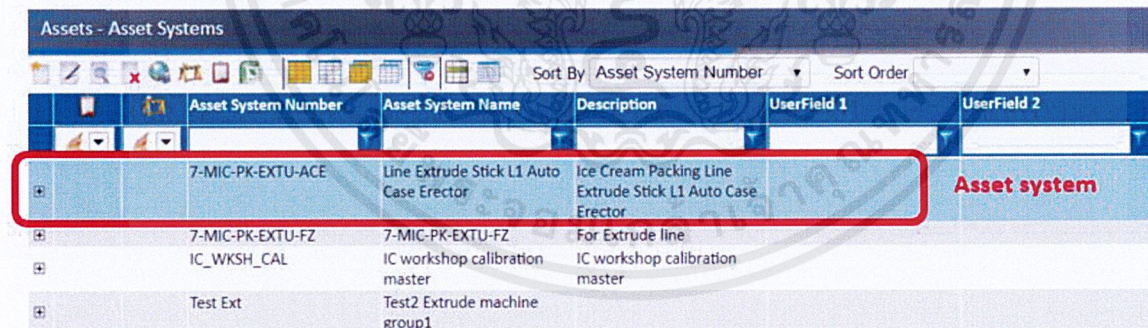 Assets - Asset Systems
Sort By Asset System Number Sort Order
Asset System Number Asset System Name Description UserField 1 UserField 2
7-MIC-PK-EXTU-ACE Line Extrude Stick L1 Auto Ice Cream Packing Line
Case Erector Extrude Stick L1 Auto Case
Erector
Asset system
7-MIC-PK-EXTU-FZ 7-MIC-PK-EXTU-FZ For Extrude line
IC_WKSH_CAL IC workshop calibration IC workshop calibration
master master
Test Ext Test2 Extrude machine
group1